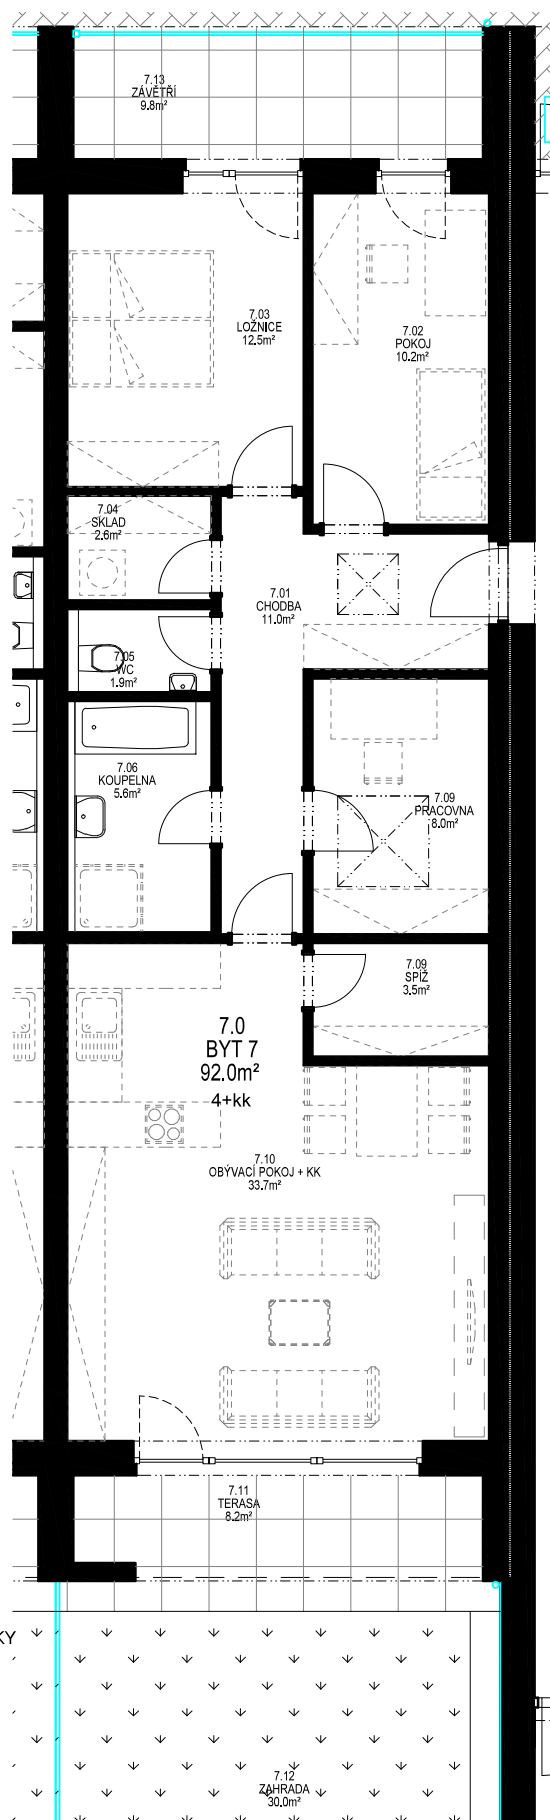 7.13
ZÁVĚTŘÍ
9.8m²
7.03
LOŽNICE
12.5m²
7.02
POKOJ
10.2m²
7.04
SKLAD
2.6m²
7.01
CHODBA
11.0m²
7.05
WC
1.9m²
7.06
KOUPELNA
5.6m²
7.09
PRACOVNA
8.0m²
7.09
SPÍŽ
3.5m²
7.0
BYT 7
92.0m²
4+kk
7.10
OBÝVACÍ POKOJ + KK
33.7m²
7.11
TERASA
8.2m²
KY
7.12
ZAHRADA
30.0m²